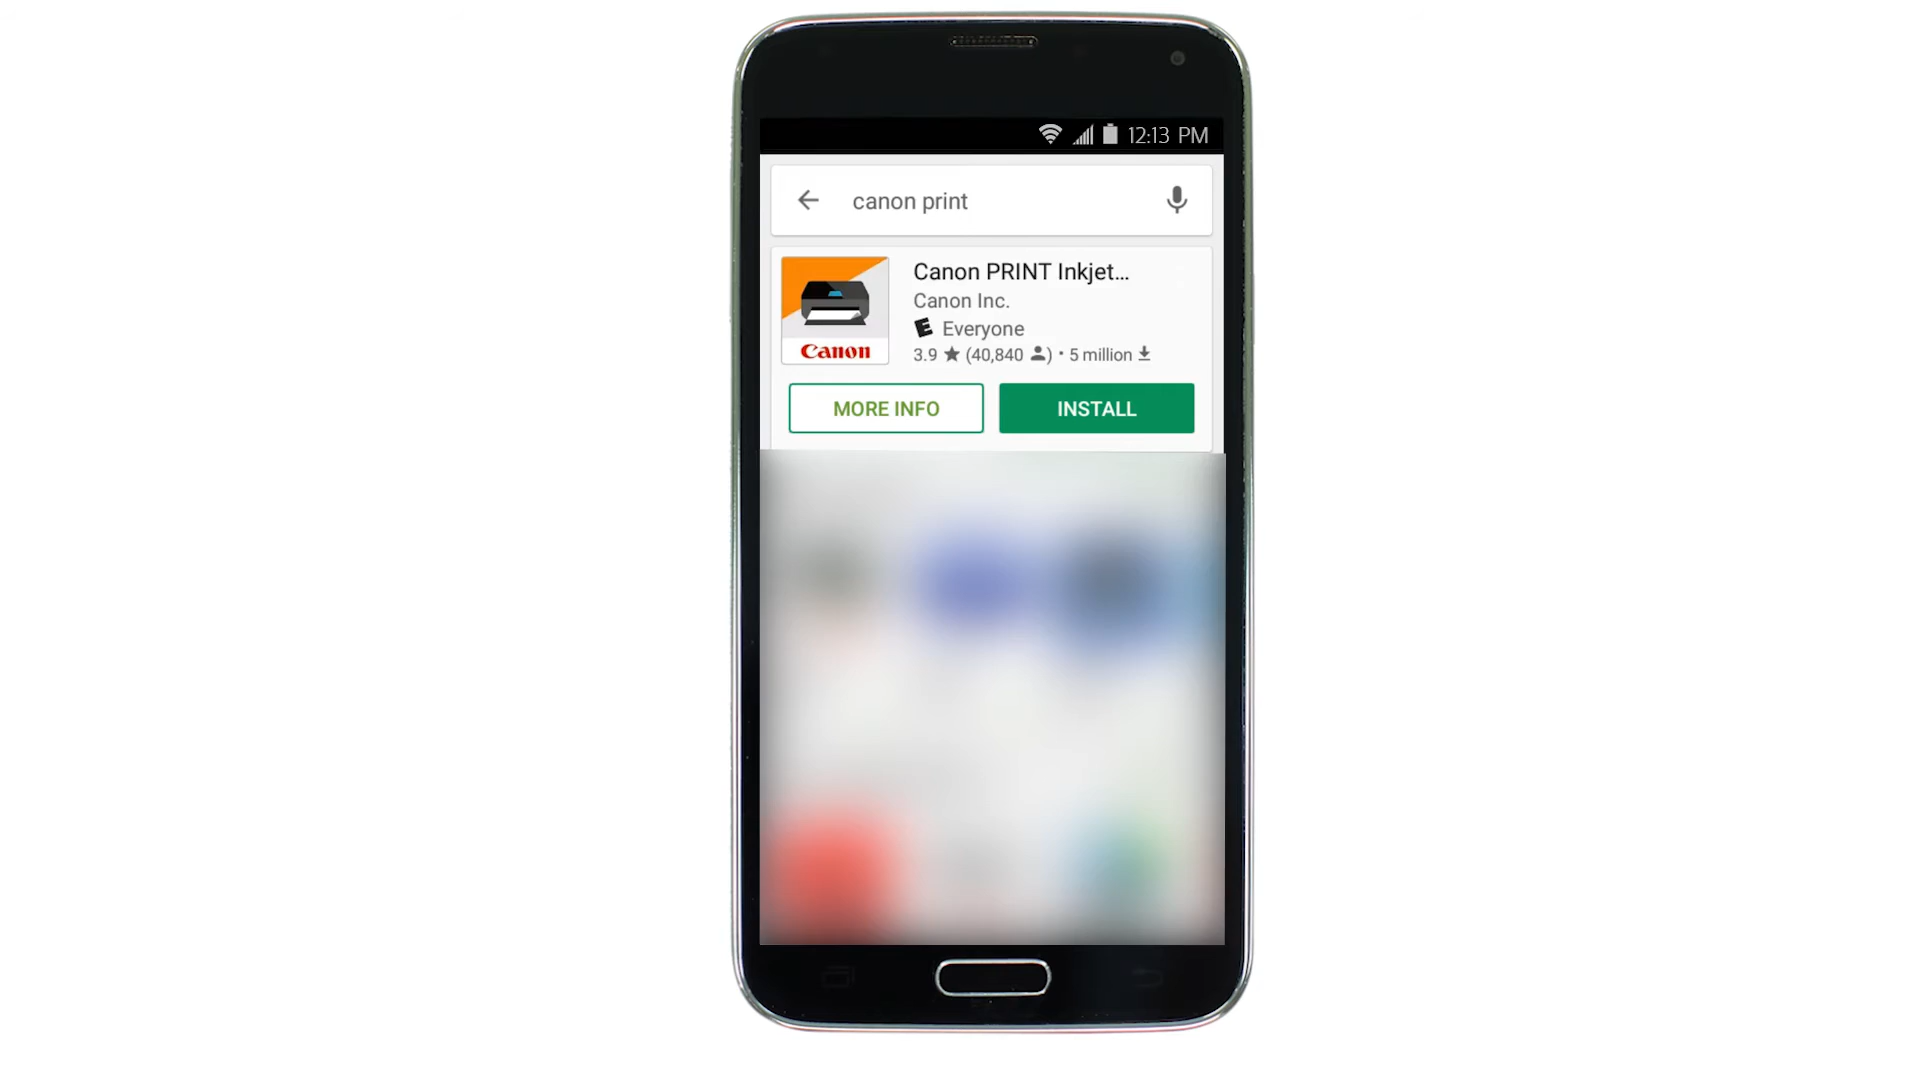 12:13 PM
canon print
Canon PRINT Inkjet...
Canon Inc.
E Everyone
3.9 ★ (40,840 ) • 5 million
Canon
MORE INFO
INSTALL